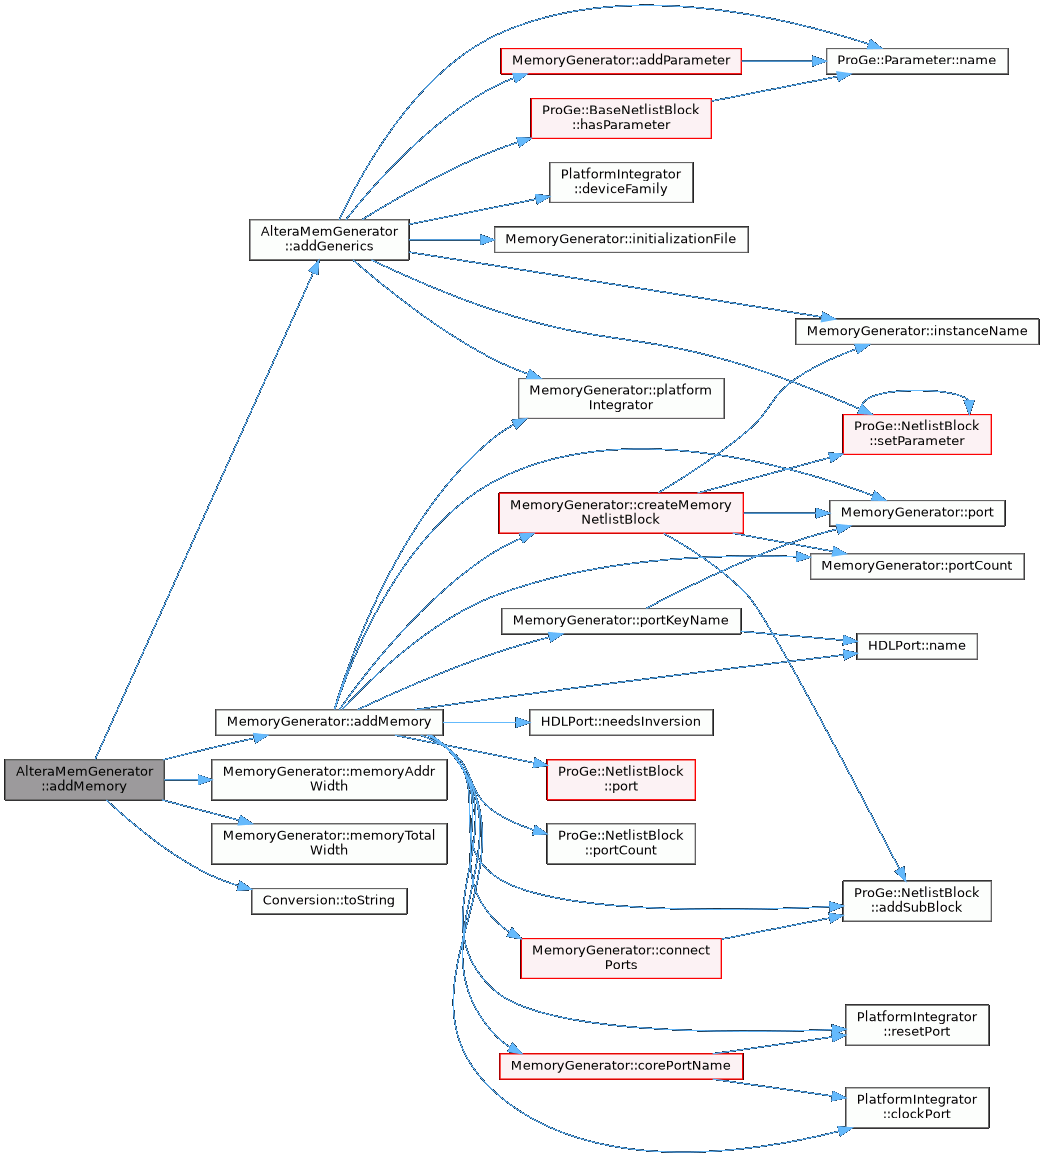 MemoryGenerator::addParameter
ProGe::Parameter::name
ProGe::BaseNetlistBlock
::hasParameter
PlatformIntegrator
::deviceFamily
AlteraMemGenerator
::addGenerics
MemoryGenerator::initializationFile
MemoryGenerator::instanceName
MemoryGenerator::platform
Integrator
ProGe::NetlistBlock
::setParameter
MemoryGenerator::createMemory
NetlistBlock
MemoryGenerator::port
MemoryGenerator::portCount
MemoryGenerator::portKeyName
HDLPort::name
MemoryGenerator::addMemory
HDLPort::needsInversion
AlteraMemGenerator
::addMemory
MemoryGenerator::memoryAddr
Width
ProGe::NetlistBlock
::port
MemoryGenerator::memoryTotal
Width
ProGe::NetlistBlock
::portCount
Conversion::toString
ProGe::NetlistBlock
::addSubBlock
MemoryGenerator::connect
Ports
PlatformIntegrator
::resetPort
MemoryGenerator::corePortName
PlatformIntegrator
::clockPort